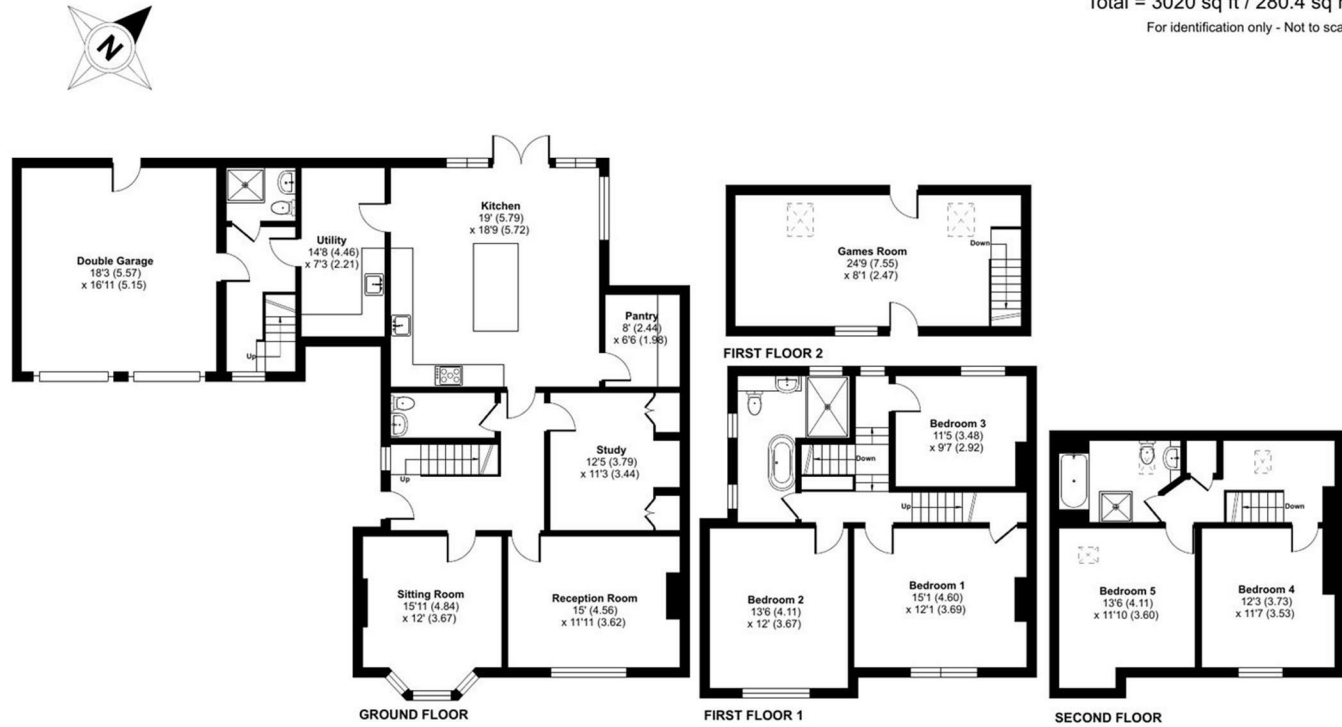 Total = 3020 sq ft / 280.4 sq
For identification only - Not to
N
Double Garage
18'3 (5.57)
x 16'11 (5.15)
Utility
14'8 (4.46)
x 7'3 (2.21)
Kitchen
19' (5.79)
x 18'9 (5.72)
Pantry
8' (2.44)
x 6'6 (1.98)
Up
Study
12'5 (3.79)
x 11'3 (3.44)
Up
Sitting Room
15'11 (4.84)
x 12' (3.67)
Reception Room
15' (4.56)
x 11'11 (3.62)
GROUND FLOOR
Games Room
24'9 (7.55)
x 8'1 (2.47)
Down
FIRST FLOOR 2
Bedroom 3
11'5 (3.48)
x 9'7 (2.92)
Down
Up
Bedroom 2
13'6 (4.11)
x 12' (3.67)
Bedroom 1
15'1 (4.60)
x 12'1 (3.69)
FIRST FLOOR 1
Down
Bedroom 5
13'6 (4.11)
x 11'10 (3.60)
Bedroom 4
12'3 (3.73)
x 11'7 (3.53)
SECOND FLOOR